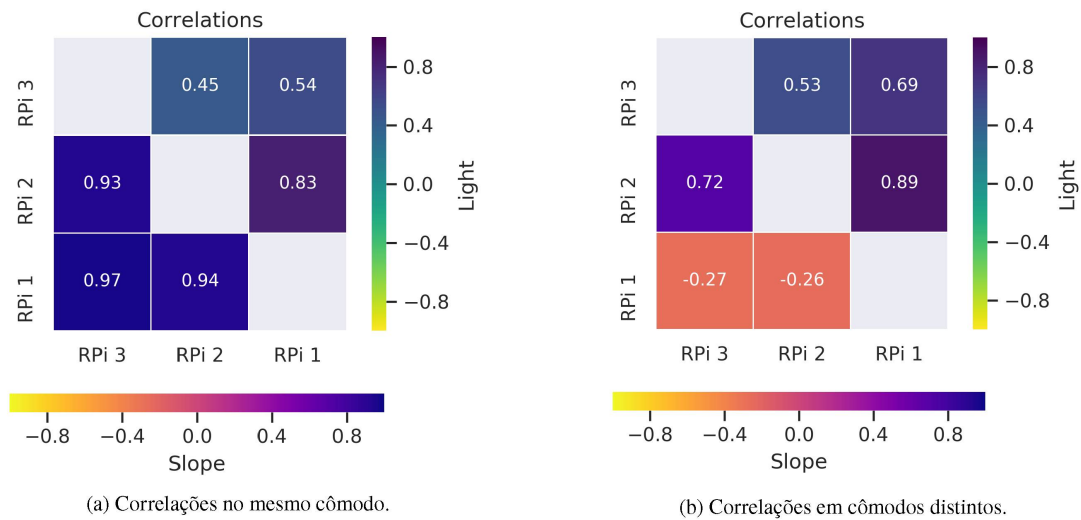 Correlations
RPi 3
0.45
0.54
RPi 2
0.93
0.83
RPi 1
0.97
0.94
RPi 3
RPi 2
RPi 1
0.8
0.4
0.0
−0.4
−0.8
Light
−0.8
−0.4
0.0
0.4
0.8
Slope
(a) Correlações no mesmo cômodo.
Correlations
RPi 3
0.53
0.69
RPi 2
0.72
0.89
RPi 1
-0.27
-0.26
RPi 3
RPi 2
RPi 1
0.8
0.4
0.0
−0.4
−0.8
Light
−0.8
−0.4
0.0
0.4
0.8
Slope
(b) Correlações em cômodos distintos.